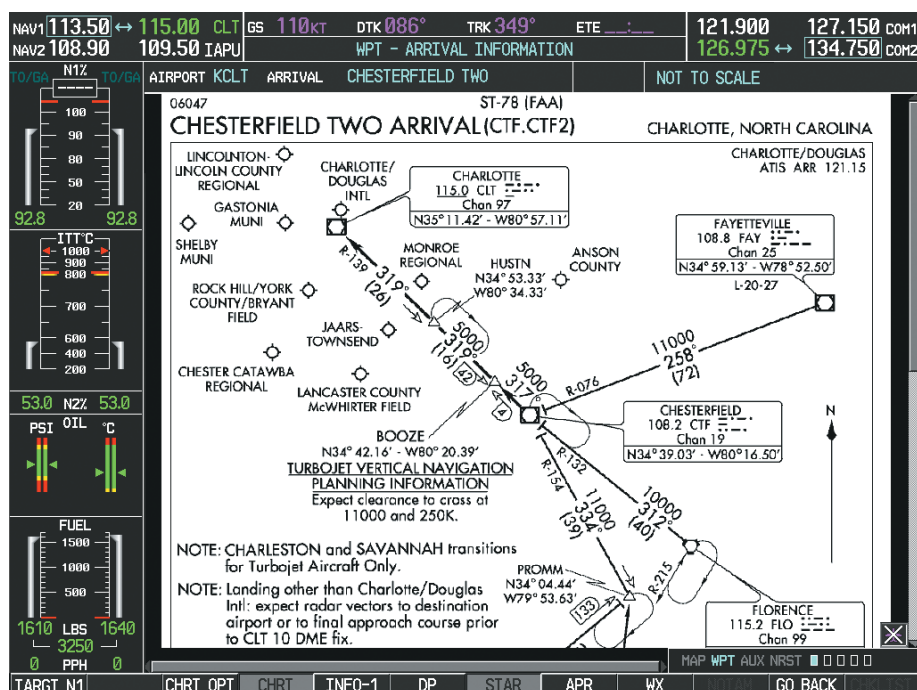 NAV1 113.50 ↔ 115.00 CLT
NAV2 108.90 109.50 IAPU
GS 110KT DTK 086° TRK 349° ETE __:__
WPT - ARRIVAL INFORMATION
121.900 127.150 COM1
126.975 ↔ 134.750 COM2
AIRPORT KCLT ARRIVAL CHESTERFIELD TWO NOT TO SCALE
TO/GA N1% TO/GA
----
100
90
80
50
20
92.8 92.8
ITT°C
1000
900
800
700
600
400
200
53.0 N2% 53.0
PSI OIL °C
FUEL
1500
1000
500
1610 LBS 1640
3250
0 PPH 0
06047 ST-78 (FAA)
CHESTERFIELD TWO ARRIVAL (CTF.CTF2) CHARLOTTE, NORTH CAROLINA
CHARLOTTE/DOUGLAS
ATIS ARR 121.15
LINCOLNTON-
LINCOLN COUNTY
REGIONAL
CHARLOTTE/
DOUGLAS
INTL
CHARLOTTE
115.0 CLT
Chan 97
N35°11.42' - W80°57.11'
GASTONIA
MUNI
SHELBY
MUNI
MONROE
REGIONAL
HUSTN
N34°53.33'
W80°34.33'
ANSON
COUNTY
FAYETTEVILLE
108.8 FAY
Chan 25
N34°59.13' - W78°52.50'
L-20-27
ROCK HILL/YORK
COUNTY/BRYANT
FIELD
JAARS-
TOWNSEND
CHESTER CATAWBA
REGIONAL
LANCASTER COUNTY
McWHIRTER FIELD
R-139
319°
(26)
5000
319°
(16)
42
5000
317°
4
R-076
11000
258°
(72)
CHESTERFIELD
108.2 CTF
Chan 19
N34°39.03' - W80°16.50'
N
BOOZE
N34°42.16' - W80°20.39'
TURBOJET VERTICAL NAVIGATION
PLANNING INFORMATION
Expect clearance to cross at
11000 and 250K.
R-132
R-154
11000
334°
(39)
10000
312°
(40)
NOTE: CHARLESTON and SAVANNAH transitions
for Turbojet Aircraft Only.
NOTE: Landing other than Charlotte/Douglas
Intl: expect radar vectors to destination
airport or to final approach course prior
to CLT 10 DME fix.
PROMM
N34°04.44'
W79°53.63'
133
R-215
FLORENCE
115.2 FLO
Chan 99
MAP WPT AUX NRST
TARGT N1 CHRT OPT CHRT INFO-1 DP STAR APR WX NOTAM GO BACK CHKLIST